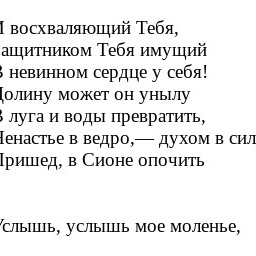 И восхваляющий Тебя,
Защитником Тебя имущий
В невинном сердце у себя!
Долину может он унылу
В луга и воды превратить,
Ненастье в ведро,— духом в сил
Пришед, в Сионе опочить
Услышь, услышь мое моленье,